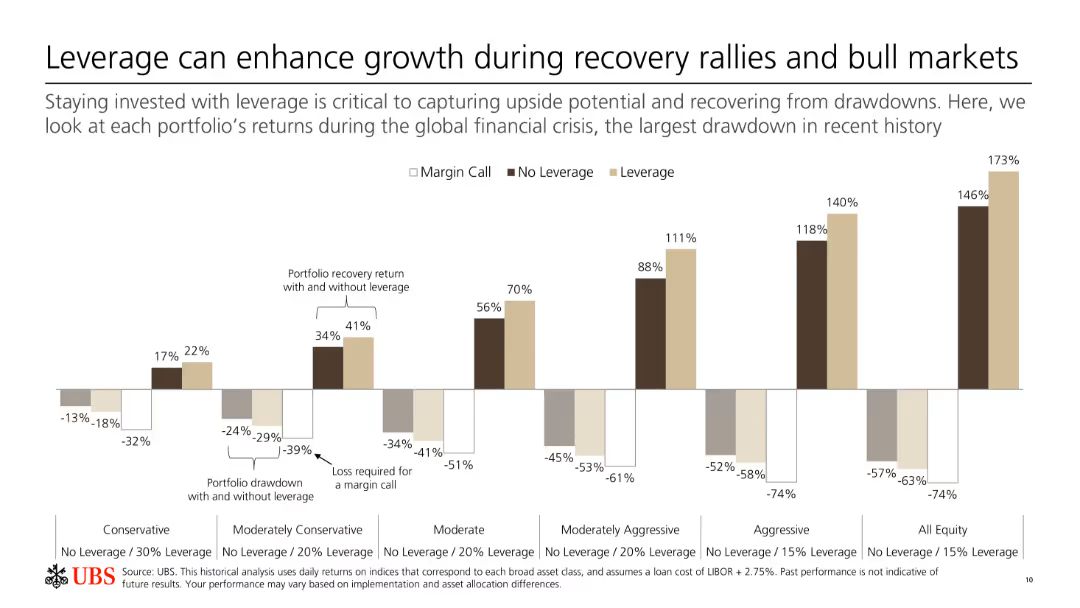 Leverage can enhance growth during recovery rallies and bull markets
Staying invested with leverage is critical to capturing upside potential and recovering from drawdowns. Here, we
look at each portfolio's returns during the global financial crisis, the largest drawdown in recent history
Margin Call No Leverage Leverage
Portfolio recovery return
with and without leverage
17% 22%
34% 41%
56% 70%
88% 111%
118% 140%
146% 173%
-13% -18% -32%
-24% -29% -39%
-34% -41% -51%
-45% -53% -61%
-52% -58% -74%
-57% -63% -74%
Portfolio drawdown
with and without leverage
Loss required for
a margin call
Conservative Moderately Conservative Moderate Moderately Aggressive Aggressive All Equity
No Leverage / 30% Leverage No Leverage / 20% Leverage No Leverage / 20% Leverage No Leverage / 20% Leverage No Leverage / 15% Leverage No Leverage / 15% Leverage
UBS
Source: UBS. This historical analysis uses daily returns on indices that correspond to each broad asset class, and assumes a loan cost of LIBOR + 2.75%. Past performance is not indicative of
future results. Your performance may vary based on implementation and asset allocation differences.
10